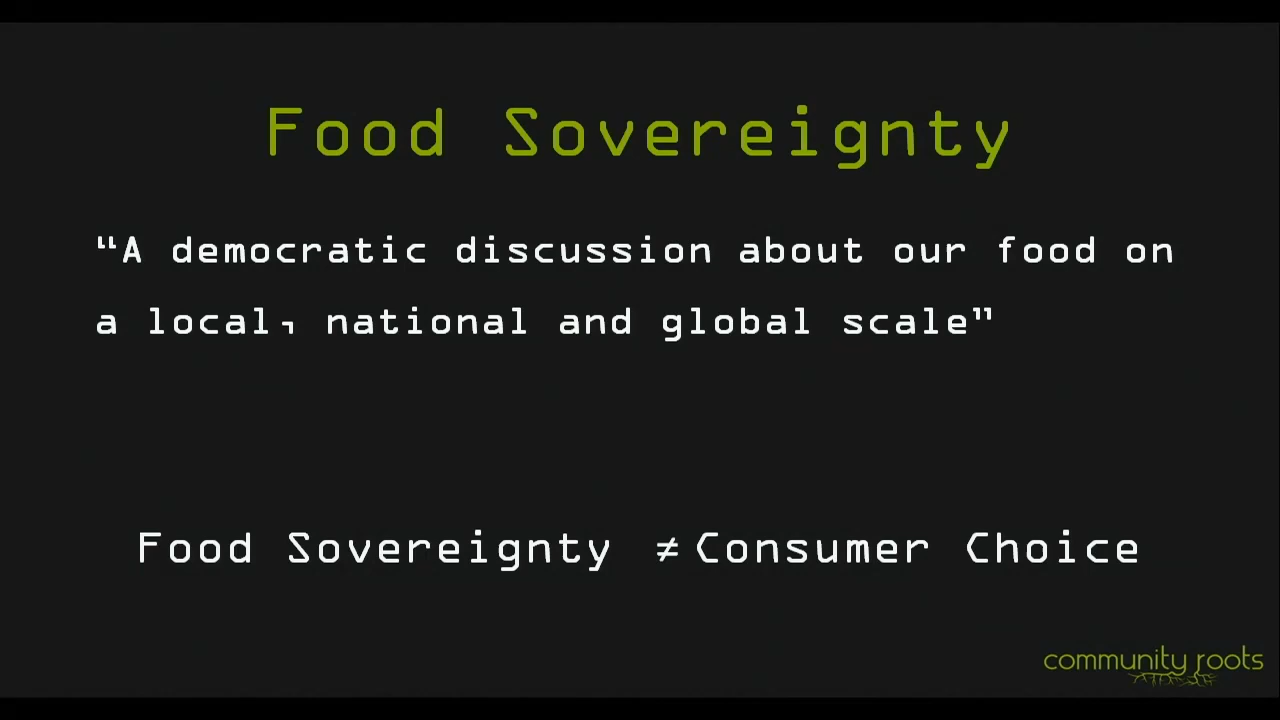 Food Sovereignty
“A democratic discussion about our food on
a local, national and global scale”
Food Sovereignty ≠ Consumer Choice
community roots